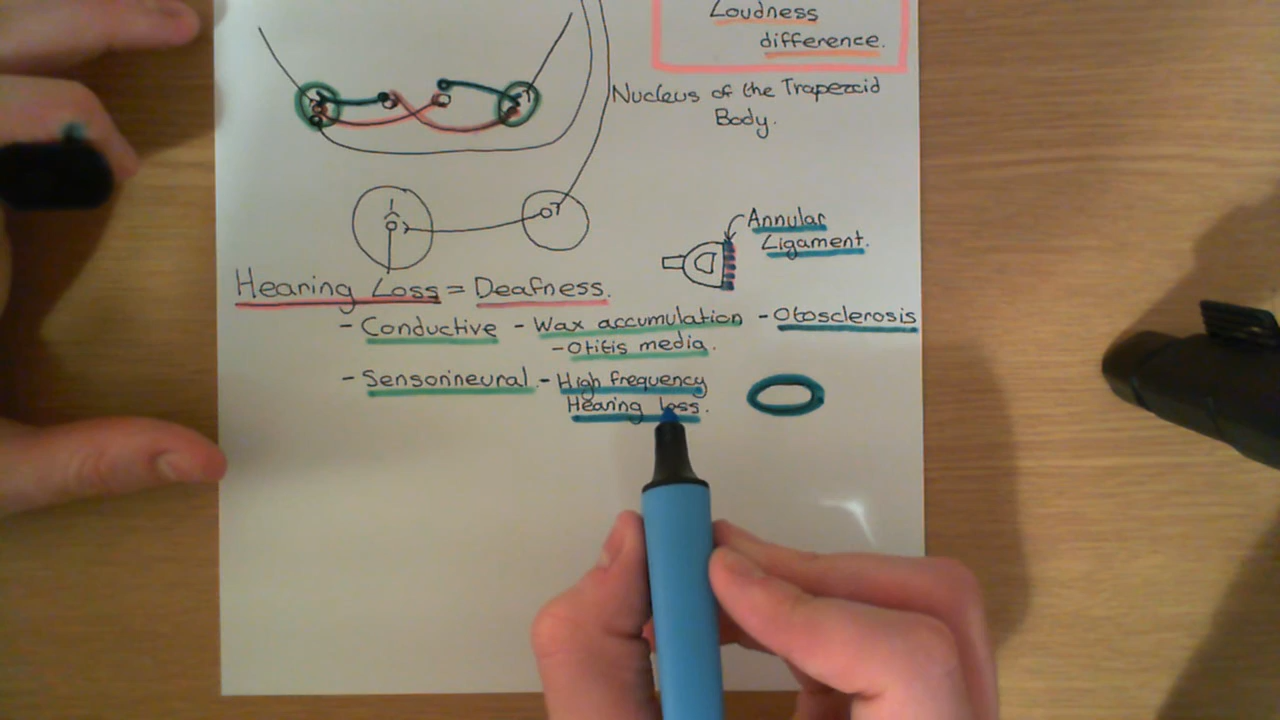 Loudness
difference.
Nucleus of the Trapezoid
Body.
Annular
Ligament.
Hearing Loss = Deafness.
- Conductive - Wax accumulation - Otosclerosis
- Otitis media.
- Sensorineural - High frequency
Hearing loss.